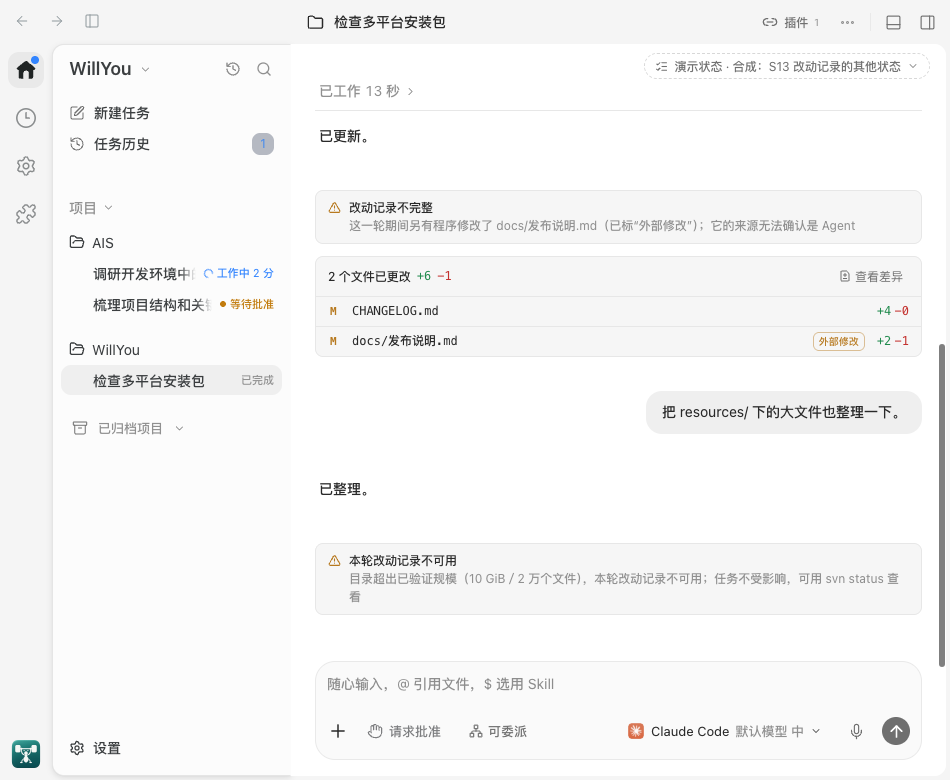 检查多平台安装包
插件 1
WillYou
演示状态 · 合成：S13 改动记录的其他状态
已工作 13 秒
新建任务
任务历史 1
已更新。
项目
AIS
调研开发环境中 工作中 2 分
梳理项目结构和关 等待批准
WillYou
检查多平台安装包 已完成
已归档项目
改动记录不完整
这一轮期间另有程序修改了 docs/发布说明.md（已标“外部修改”）；它的来源无法确认是 Agent
2 个文件已更改 +6 −1 查看差异
M CHANGELOG.md +4 −0
M docs/发布说明.md 外部修改 +2 −1
把 resources/ 下的大文件也整理一下。
已整理。
本轮改动记录不可用
目录超出已验证规模（10 GiB / 2 万个文件），本轮改动记录不可用；任务不受影响，可用 svn status 查
看
随心输入，@ 引用文件，$ 选用 Skill
请求批准 可委派 Claude Code 默认模型 中
设置